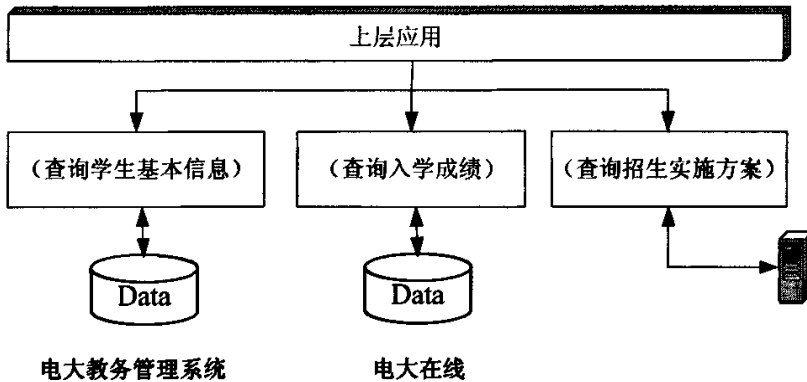 上层应用
（查询学生基本信息）
（查询入学成绩）
（查询招生实施方案）
Data
Data
电大教务管理系统
电大在线